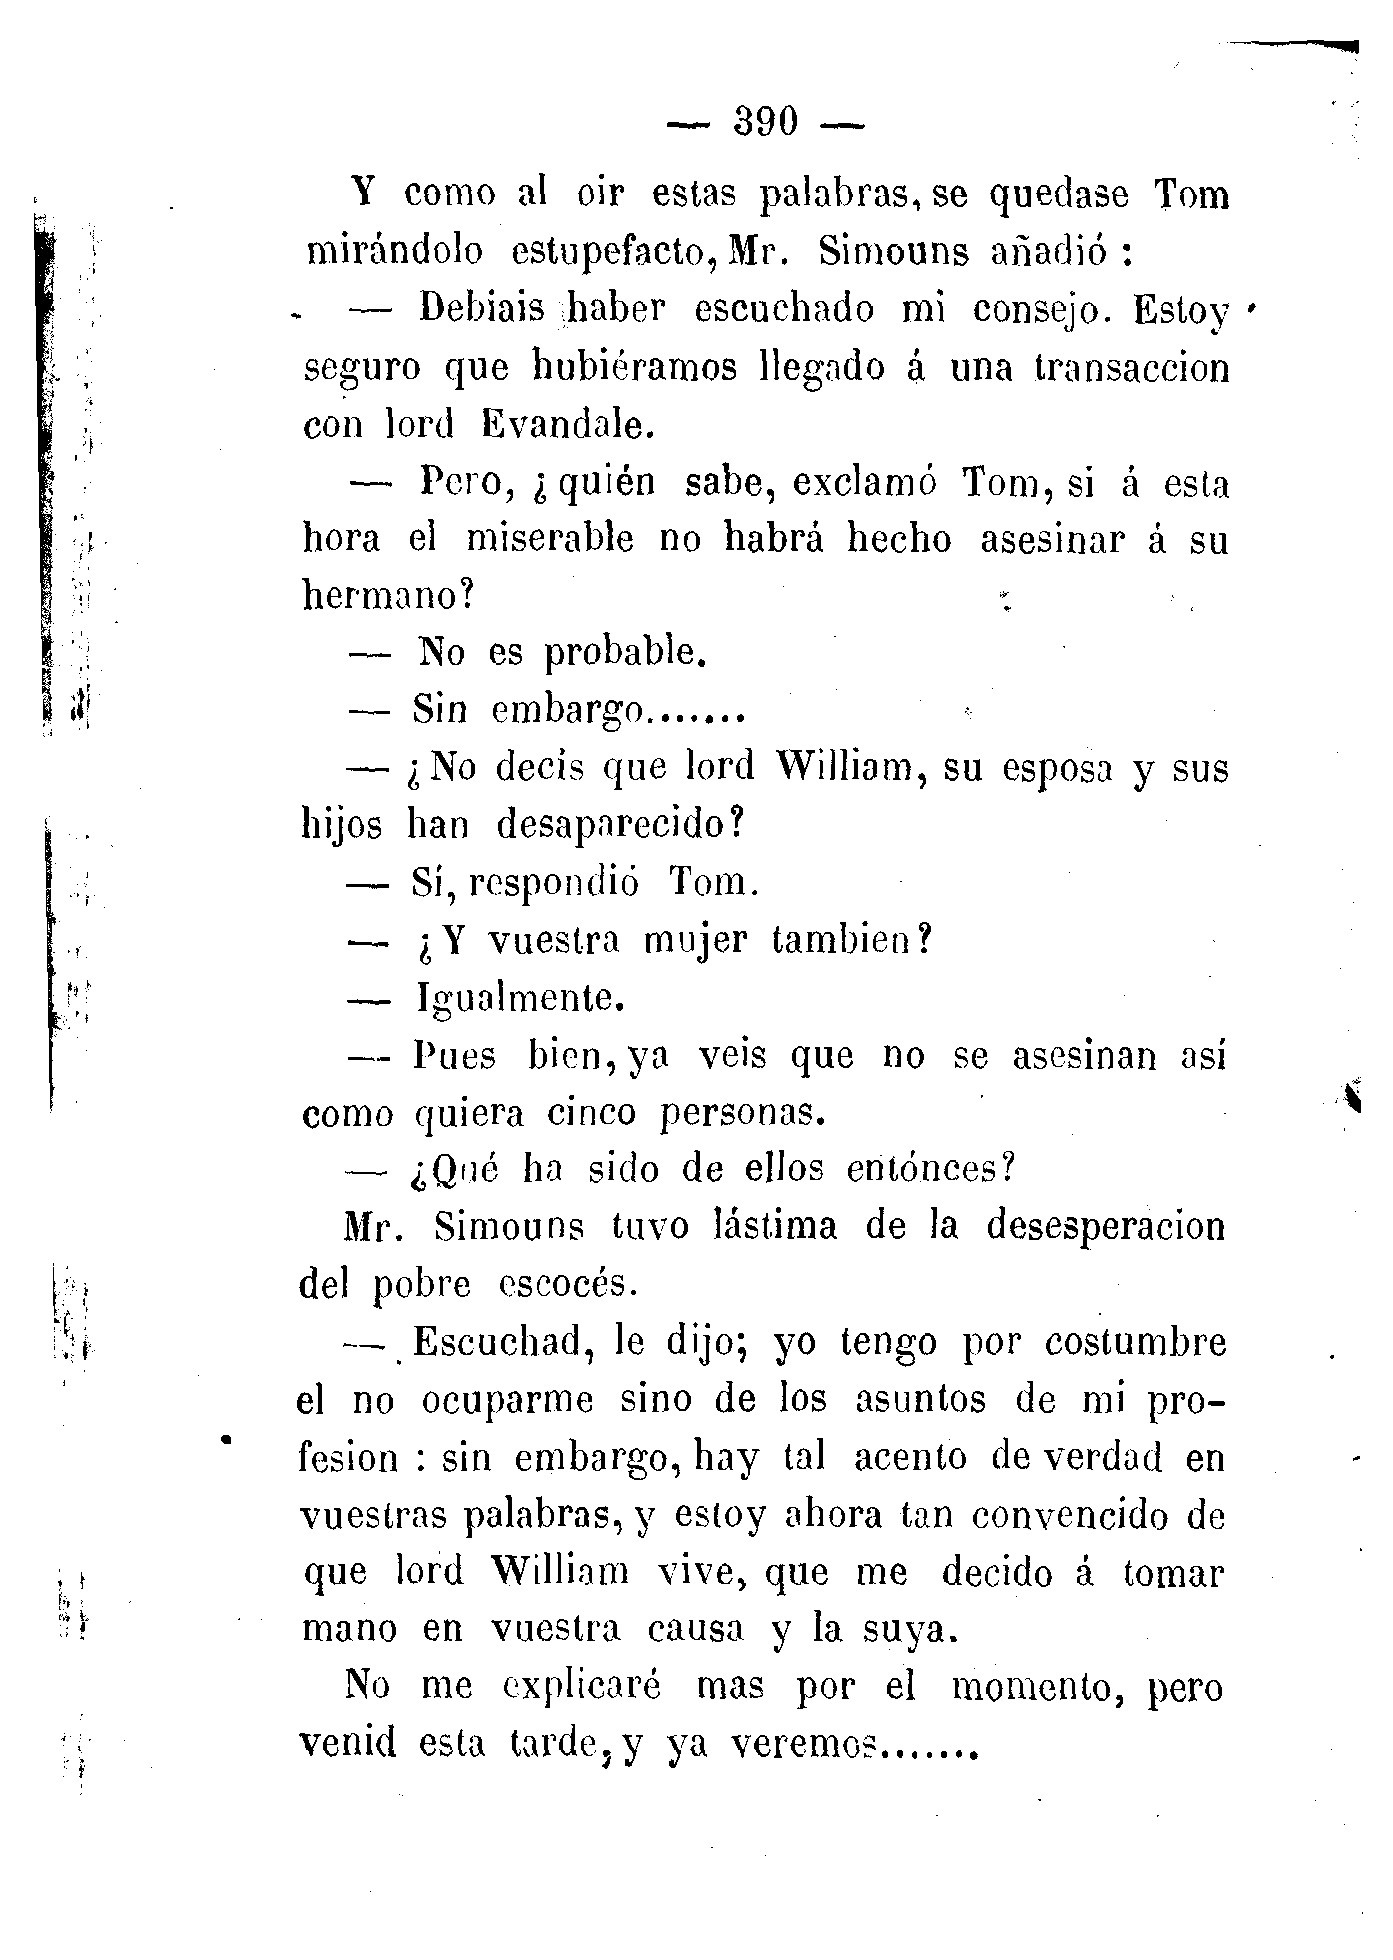 — 390 —
Y como al oir estas palabras, se quedase Tom
mirándolo estupefacto, Mr. Simouns añadió :
— Debiais haber escuchado mi consejo. Estoy
seguro que hubiéramos llegado á una transaccion
con lord Evandale.
— Pero, ¿ quién sabe, exclamó Tom, si á esta
hora el miserable no habrá hecho asesinar á su
hermano?
— No es probable.
— Sin embargo.......
— ¿ No decis que lord William, su esposa y sus
hijos han desaparecido?
— Sí, respondió Tom.
— ¿ Y vuestra mujer tambien?
— Igualmente.
— Pues bien, ya veis que no se asesinan así
como quiera cinco personas.
— ¿Qué ha sido de ellos entónces?
Mr. Simouns tuvo lástima de la desesperacion
del pobre escocés.
— Escuchad, le dijo; yo tengo por costumbre
el no ocuparme sino de los asuntos de mi pro-
fesion : sin embargo, hay tal acento de verdad en
vuestras palabras, y estoy ahora tan convencido de
que lord William vive, que me decido á tomar
mano en vuestra causa y la suya.
No me explicaré mas por el momento, pero
venid esta tarde, y ya veremos.......